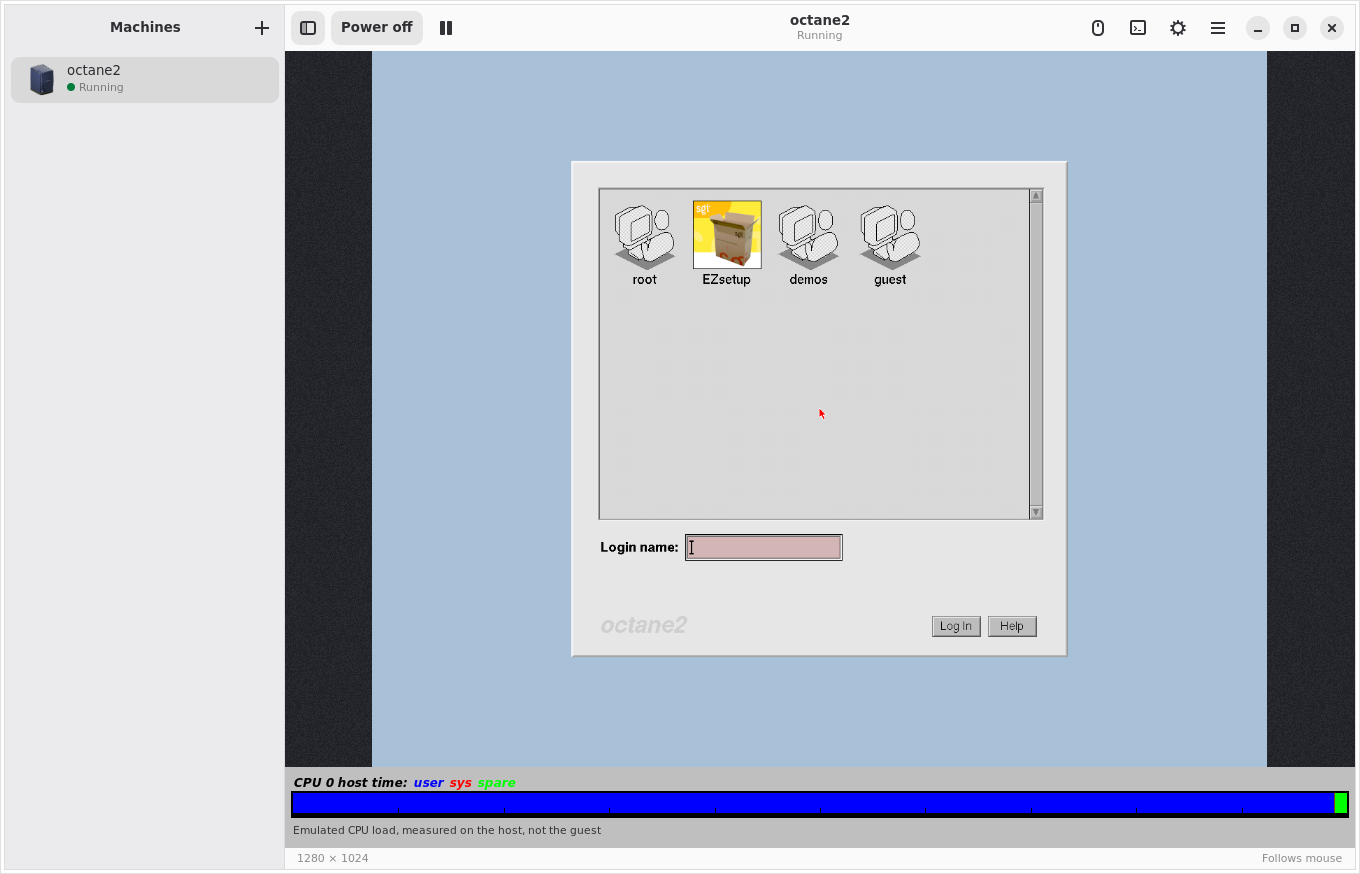 Machines
Power off
octane2
Running
octane2
Running
sgi
sgi
root
EZsetup
demos
guest
Login name:
octane2
Log In
Help
CPU 0 host time: user sys spare
Emulated CPU load, measured on the host, not the guest
1280 × 1024
Follows mouse